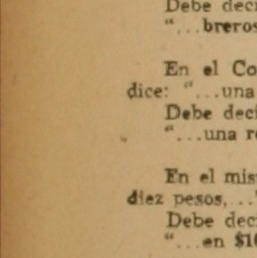 Debe deci
"...breros
En el Co
dice: "...una
Debe deci
"...una r
En el mis
diez pesos,..."
Debe dec
"...en $1